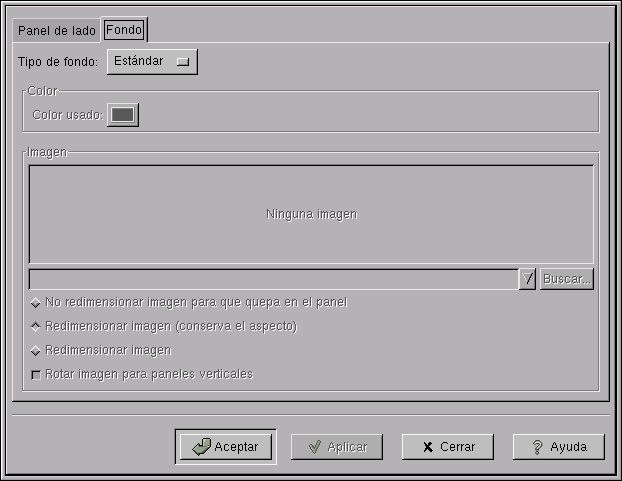 Panel de lado Fondo
Tipo de fondo: Estándar
Color
Color usado:
Imagen
Ninguna imagen
Buscar...
No redimensionar imagen para que quepa en el panel
Redimensionar imagen (conserva el aspecto)
Redimensionar imagen
Rotar imagen para paneles verticales
Aceptar Aplicar Cerrar Ayuda